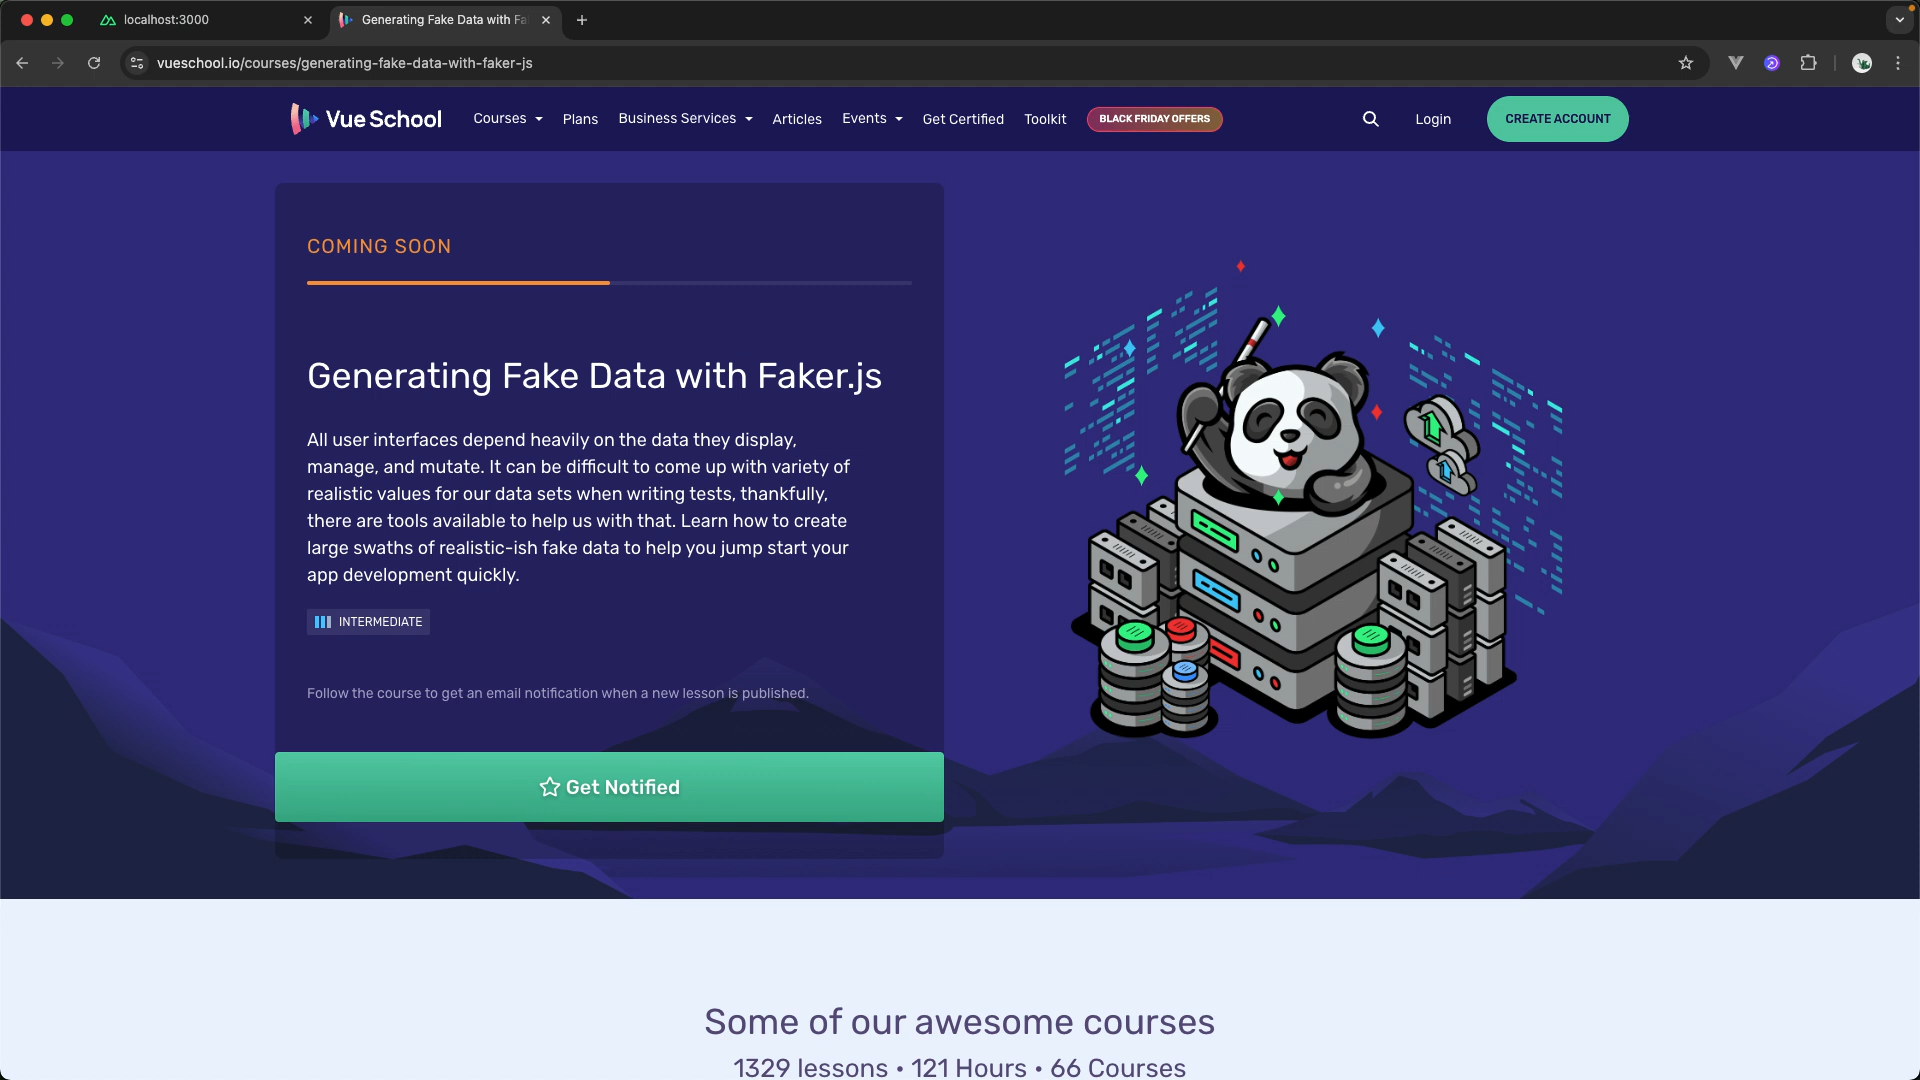 localhost:3000
Generating Fake Data with Fa
vueschool.io/courses/generating-fake-data-with-faker-js
Vue School
Courses
Plans
Business Services
Articles
Events
Get Certified
Toolkit
BLACK FRIDAY OFFERS
Login
CREATE ACCOUNT
COMING SOON
Generating Fake Data with Faker.js
All user interfaces depend heavily on the data they display,
manage, and mutate. It can be difficult to come up with variety of
realistic values for our data sets when writing tests, thankfully,
there are tools available to help us with that. Learn how to create
large swaths of realistic-ish fake data to help you jump start your
app development quickly.
INTERMEDIATE
Follow the course to get an email notification when a new lesson is published.
Get Notified
Some of our awesome courses
1329 lessons • 121 Hours • 66 Courses